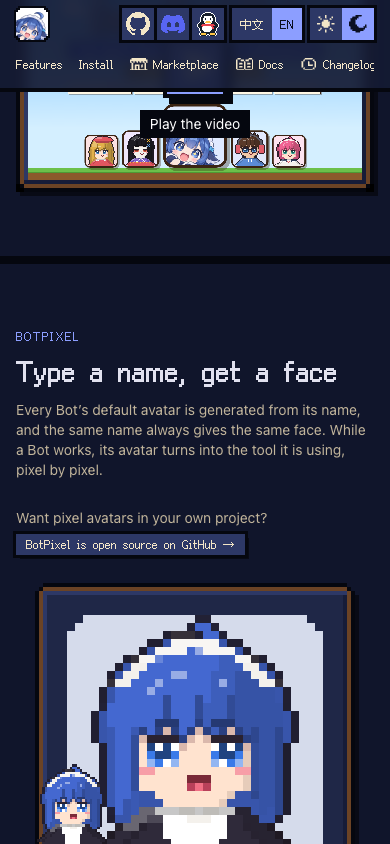 中文
EN
Features
Install
Marketplace
Docs
Changelog
Play the video
BOTPIXEL
Type a name, get a face
Every Bot’s default avatar is generated from its name,
and the same name always gives the same face. While
a Bot works, its avatar turns into the tool it is using,
pixel by pixel.
Want pixel avatars in your own project?
BotPixel is open source on GitHub →